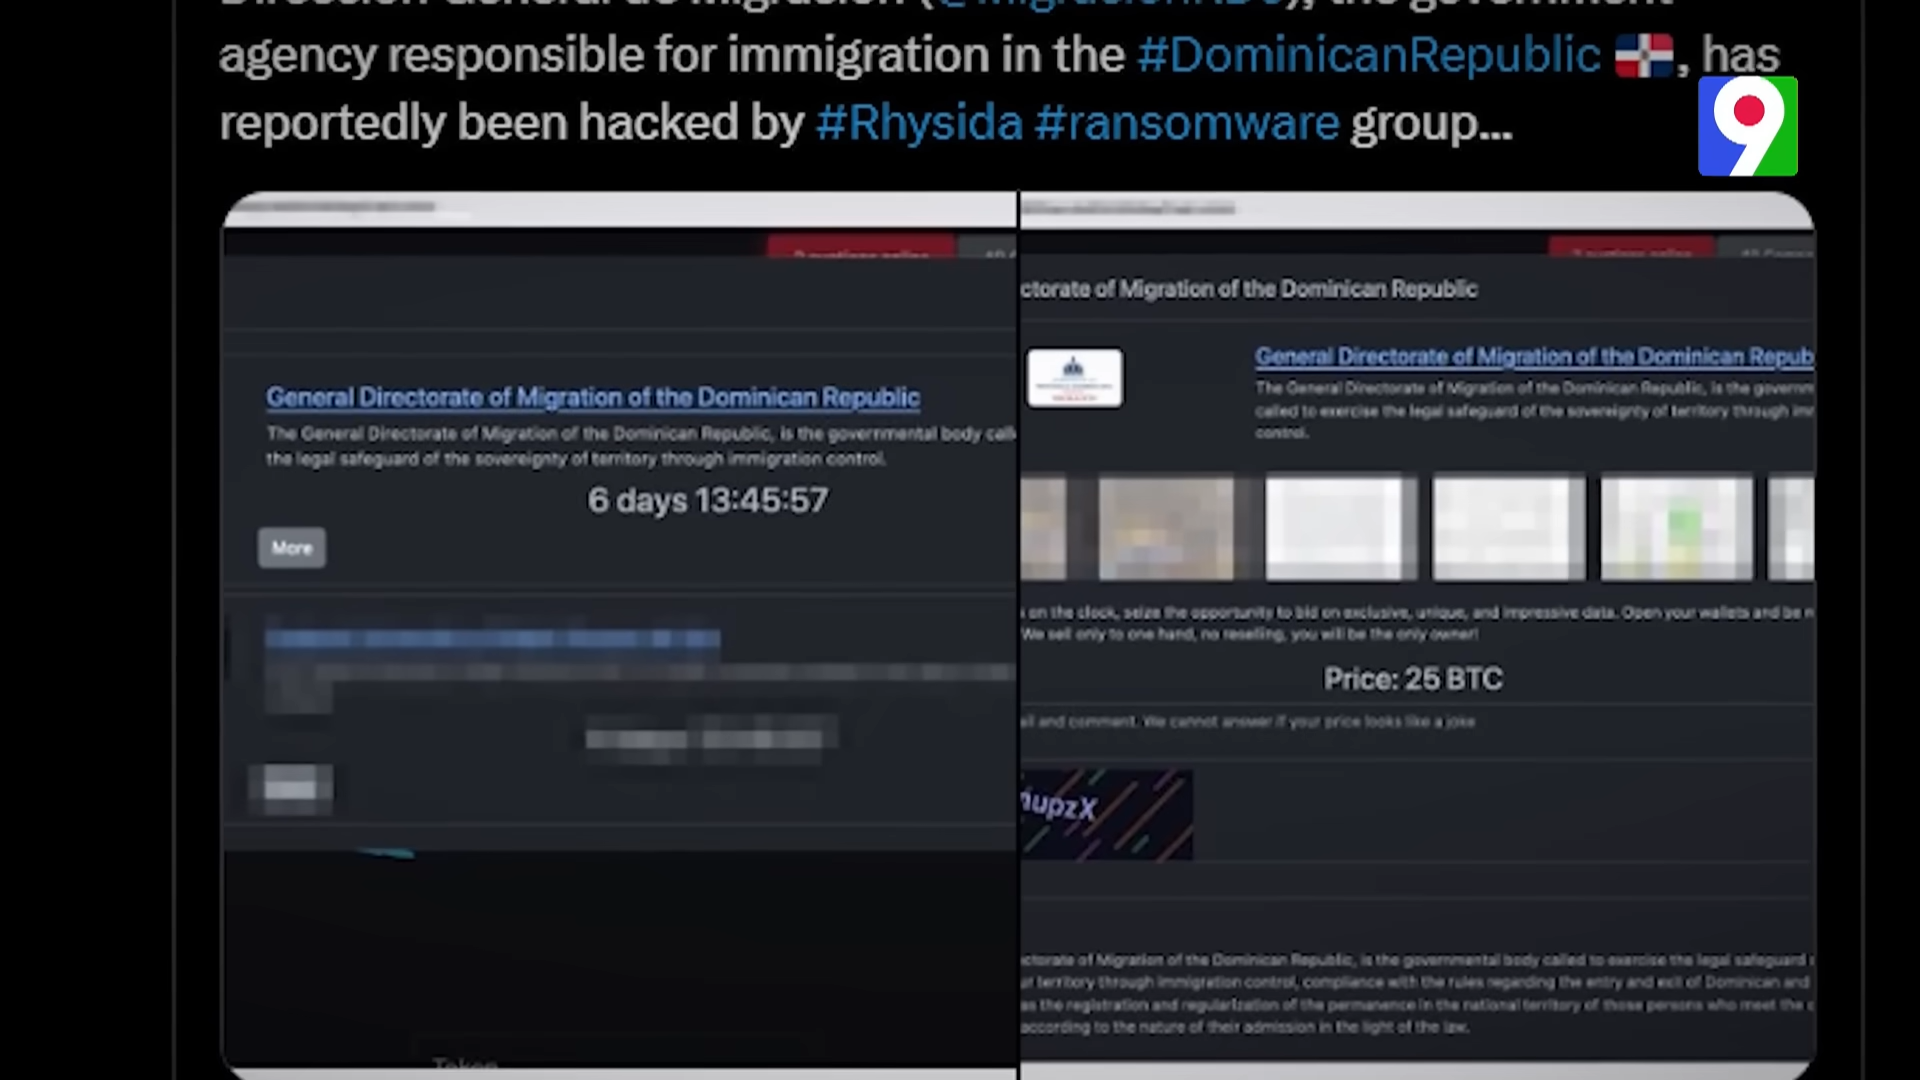 agency responsible for immigration in the #DominicanRepublic 🇩🇴, has
reportedly been hacked by #Rhysida #ransomware group...
9
General Directorate of Migration of the Dominican Republic
The General Directorate of Migration of the Dominican Republic, is the governmental body
the legal safeguard of the sovereignty of territory through immigration control.
6 days 13:45:57
More
Token
of Migration of the Dominican Republic
General Directorate of Migration of the Dominican Repub
The General Directorate of Migration of the Dominican Republic, is the governm
called to exercise the legal safeguard of the sovereignty of territory through
control.
on the clock, seize the opportunity to bid on exclusive, unique, and impressive data. Open your wallets and be
We sell only to one hand, no reselling, you will be the only owner!
Price: 25 BTC
and comment. We cannot answer if your price looks like a joke
upzX
of Migration of the Dominican Republic, is the governmental body called to exercise the legal safeguard
territory through immigration control, compliance with the rules regarding the entry and exit of Dominican and
as the registration and regularization of the permanence in the national territory of those persons who meet the
according to the nature of their admission in the light of the law.